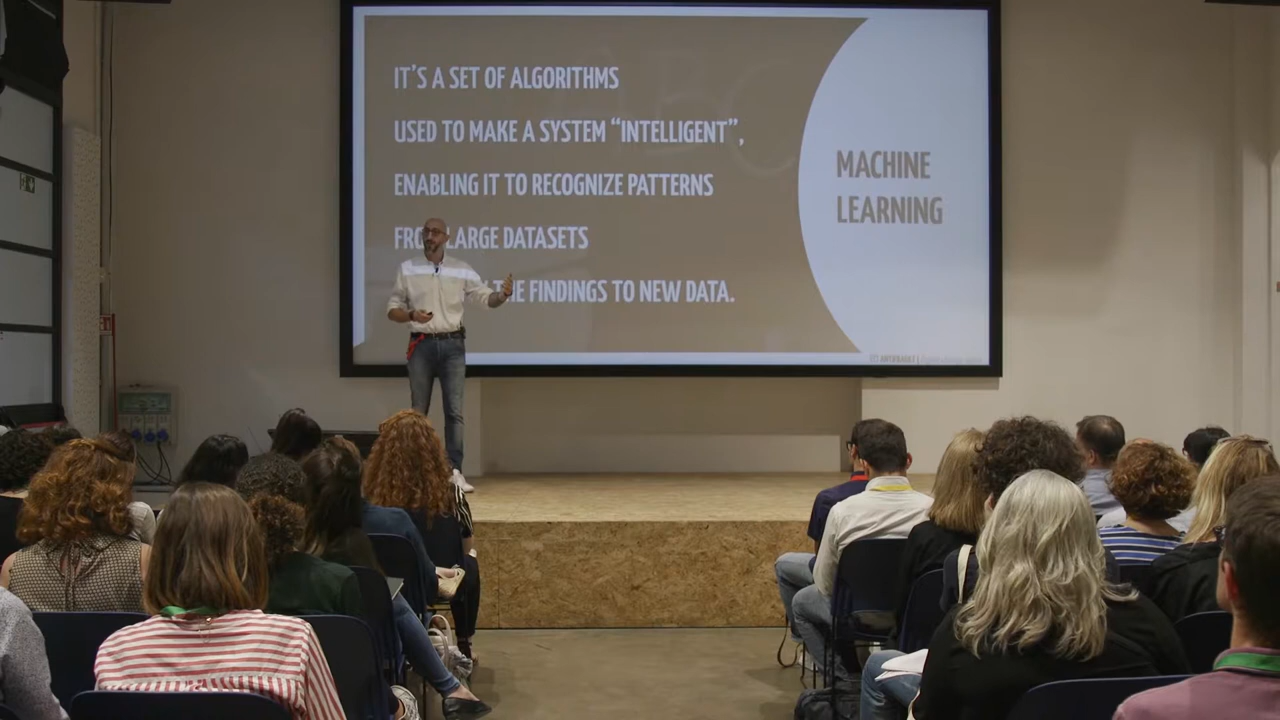 IT'S A SET OF ALGORITHMS
USED TO MAKE A SYSTEM “INTELLIGENT”,
ENABLING IT TO RECOGNIZE PATTERNS
LARGE DATASETS
THE FINDINGS TO NEW DATA.
MACHINE
LEARNING